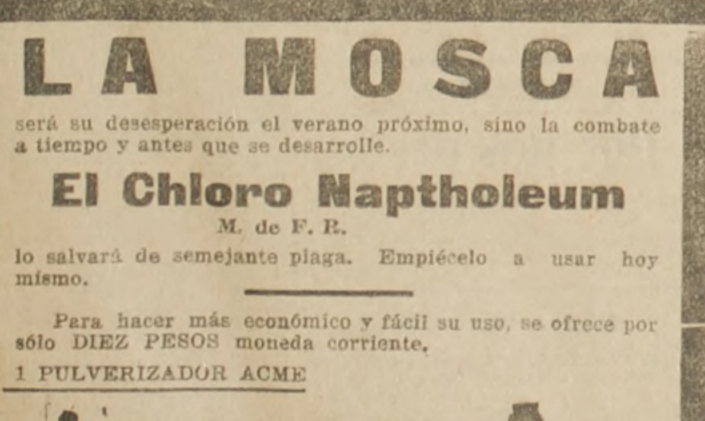 LA MOSCA
será su desesperación el verano próximo, sino la combate
a tiempo y antes que se desarrolle.
El Chloro Naptholeum
M. de F. R.
lo salvará de semejante plaga. Empiécelo a usar hoy
mismo.
Para hacer más económico y fácil su uso, se ofrece por
sólo DIEZ PESOS moneda corriente,
1 PULVERIZADOR ACME